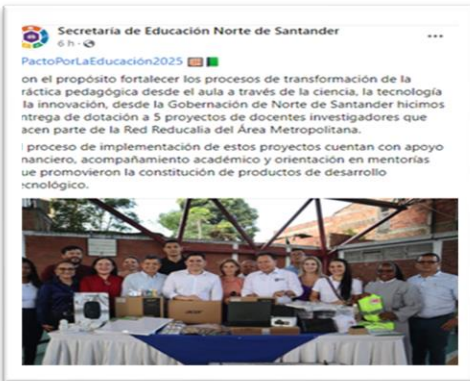 Secretaría de Educación Norte de Santander
6 h ·
PactoPorLaEducación2025
on el propósito fortalecer los procesos de transformación de la
ráctica pedagógica desde el aula a través de la ciencia, la tecnología
la innovación, desde la Gobernación de Norte de Santander hicimos
ntrega de dotación a 5 proyectos de docentes investigadores que
acen parte de la Red Reducalia del Área Metropolitana.
l proceso de implementación de estos proyectos cuentan con apoyo
nanciero, acompañamiento académico y orientación en mentorías
ue promovieron la constitución de productos de desarrollo
ecnológico.
acer